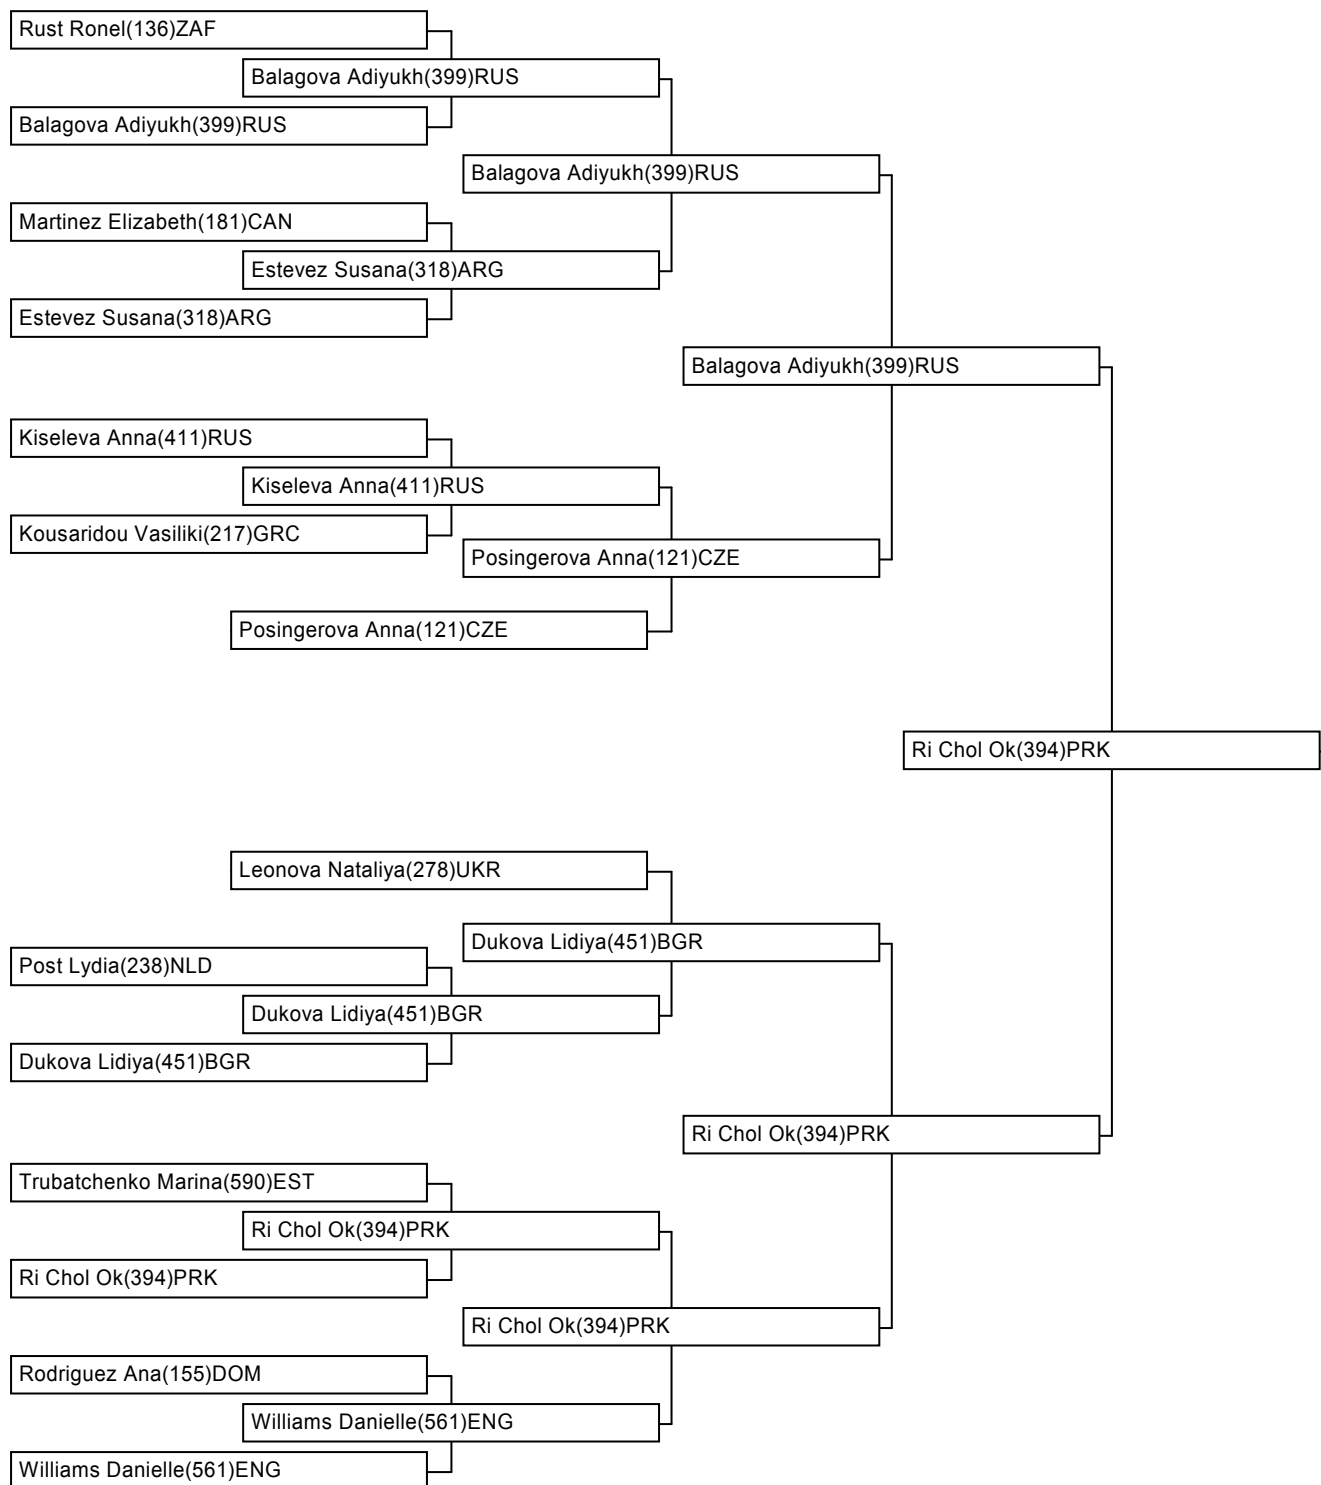 Rust Ronel(136)ZAF
Balagova Adiyukh(399)RUS
Balagova Adiyukh(399)RUS
Balagova Adiyukh(399)RUS
Martinez Elizabeth(181)CAN
Estevez Susana(318)ARG
Estevez Susana(318)ARG
Balagova Adiyukh(399)RUS
Kiseleva Anna(411)RUS
Kiseleva Anna(411)RUS
Kousaridou Vasiliki(217)GRC
Posingerova Anna(121)CZE
Posingerova Anna(121)CZE
Ri Chol Ok(394)PRK
Leonova Nataliya(278)UKR
Dukova Lidiya(451)BGR
Post Lydia(238)NLD
Dukova Lidiya(451)BGR
Dukova Lidiya(451)BGR
Ri Chol Ok(394)PRK
Trubatchenko Marina(590)EST
Ri Chol Ok(394)PRK
Ri Chol Ok(394)PRK
Ri Chol Ok(394)PRK
Rodriguez Ana(155)DOM
Williams Danielle(561)ENG
Williams Danielle(561)ENG